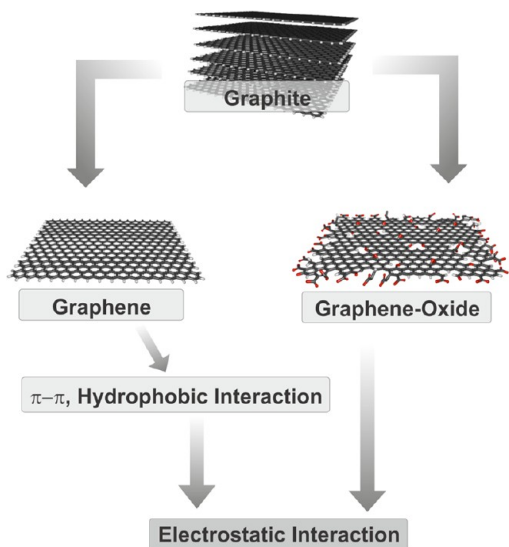 Graphite
Graphene
Graphene-Oxide
π–π, Hydrophobic Interaction
Electrostatic Interaction